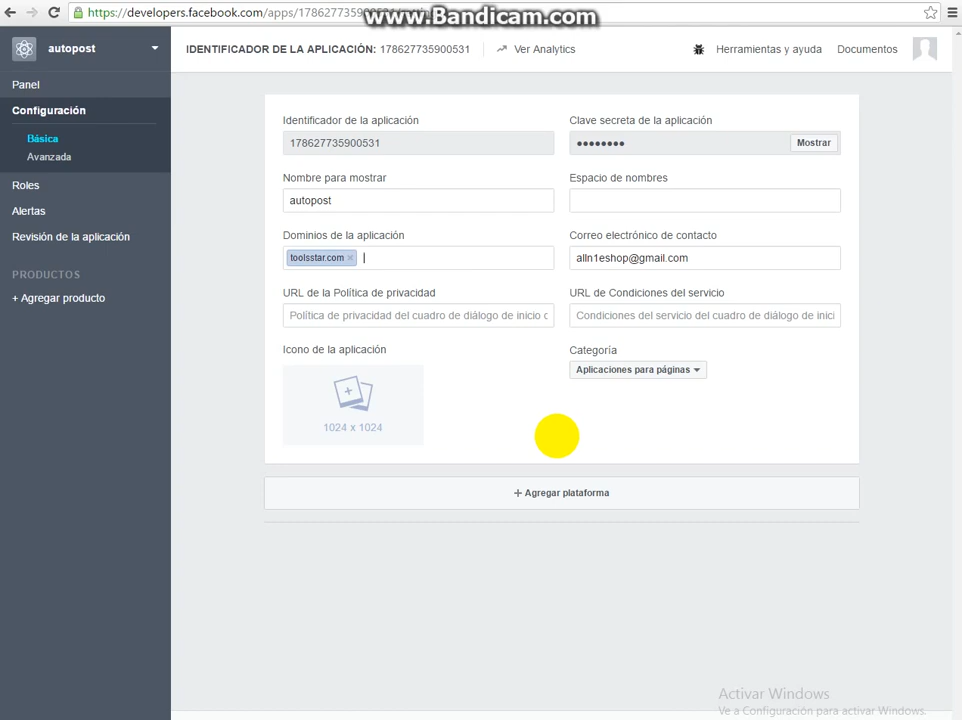 https://developers.facebook.com/apps/178627735900531
www.Bandicam.com
autopost
IDENTIFICADOR DE LA APLICACIÓN: 178627735900531
Ver Analytics
Herramientas y ayuda
Documentos
Panel
Configuración
Básica
Avanzada
Roles
Alertas
Revisión de la aplicación
PRODUCTOS
+ Agregar producto
Identificador de la aplicación
178627735900531
Clave secreta de la aplicación
●●●●●●●●
Mostrar
Nombre para mostrar
autopost
Espacio de nombres
Dominios de la aplicación
toolsstar.com ×
Correo electrónico de contacto
alln1eshop@gmail.com
URL de la Política de privacidad
Política de privacidad del cuadro de diálogo de inicio
URL de Condiciones del servicio
Condiciones del servicio del cuadro de diálogo de inici
Icono de la aplicación
1024 x 1024
Categoría
Aplicaciones para páginas
+ Agregar plataforma
Activar Windows
Ve a Configuración para activar Windows.